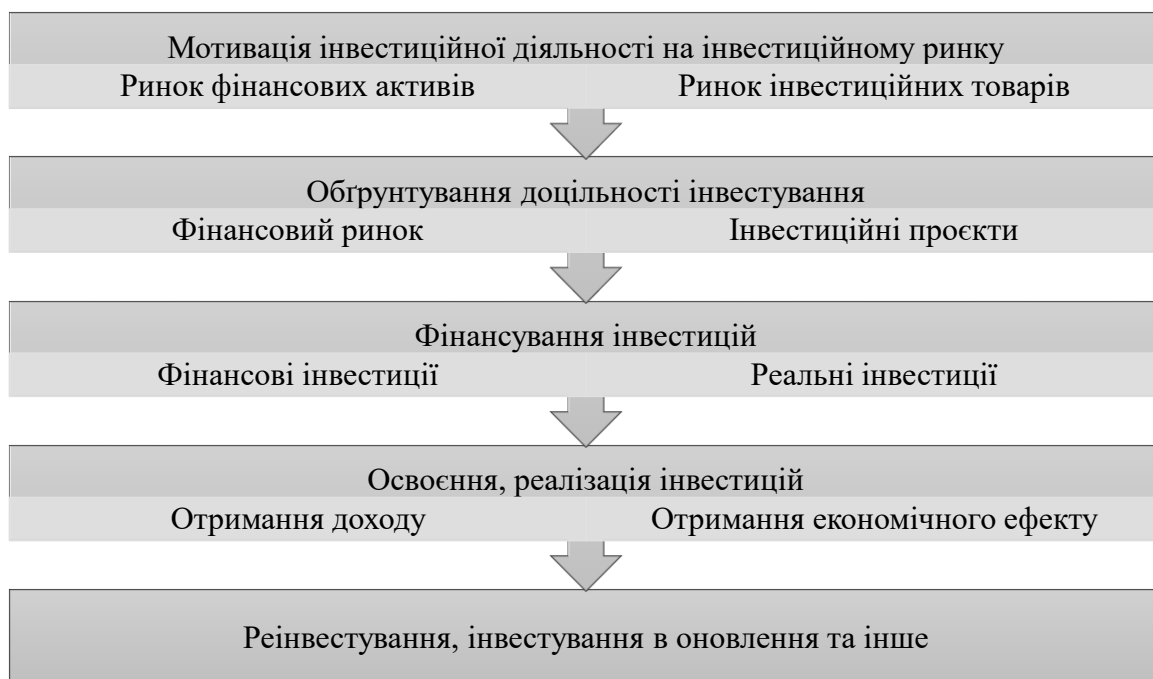 Мотивація інвестиційної діяльності на інвестиційному ринку
Ринок фінансових активів
Ринок інвестиційних товарів
Обґрунтування доцільності інвестування
Фінансовий ринок
Інвестиційні проєкти
Фінансування інвестицій
Фінансові інвестиції
Реальні інвестиції
Освоєння, реалізація інвестицій
Отримання доходу
Отримання економічного ефекту
Реінвестування, інвестування в оновлення та інше